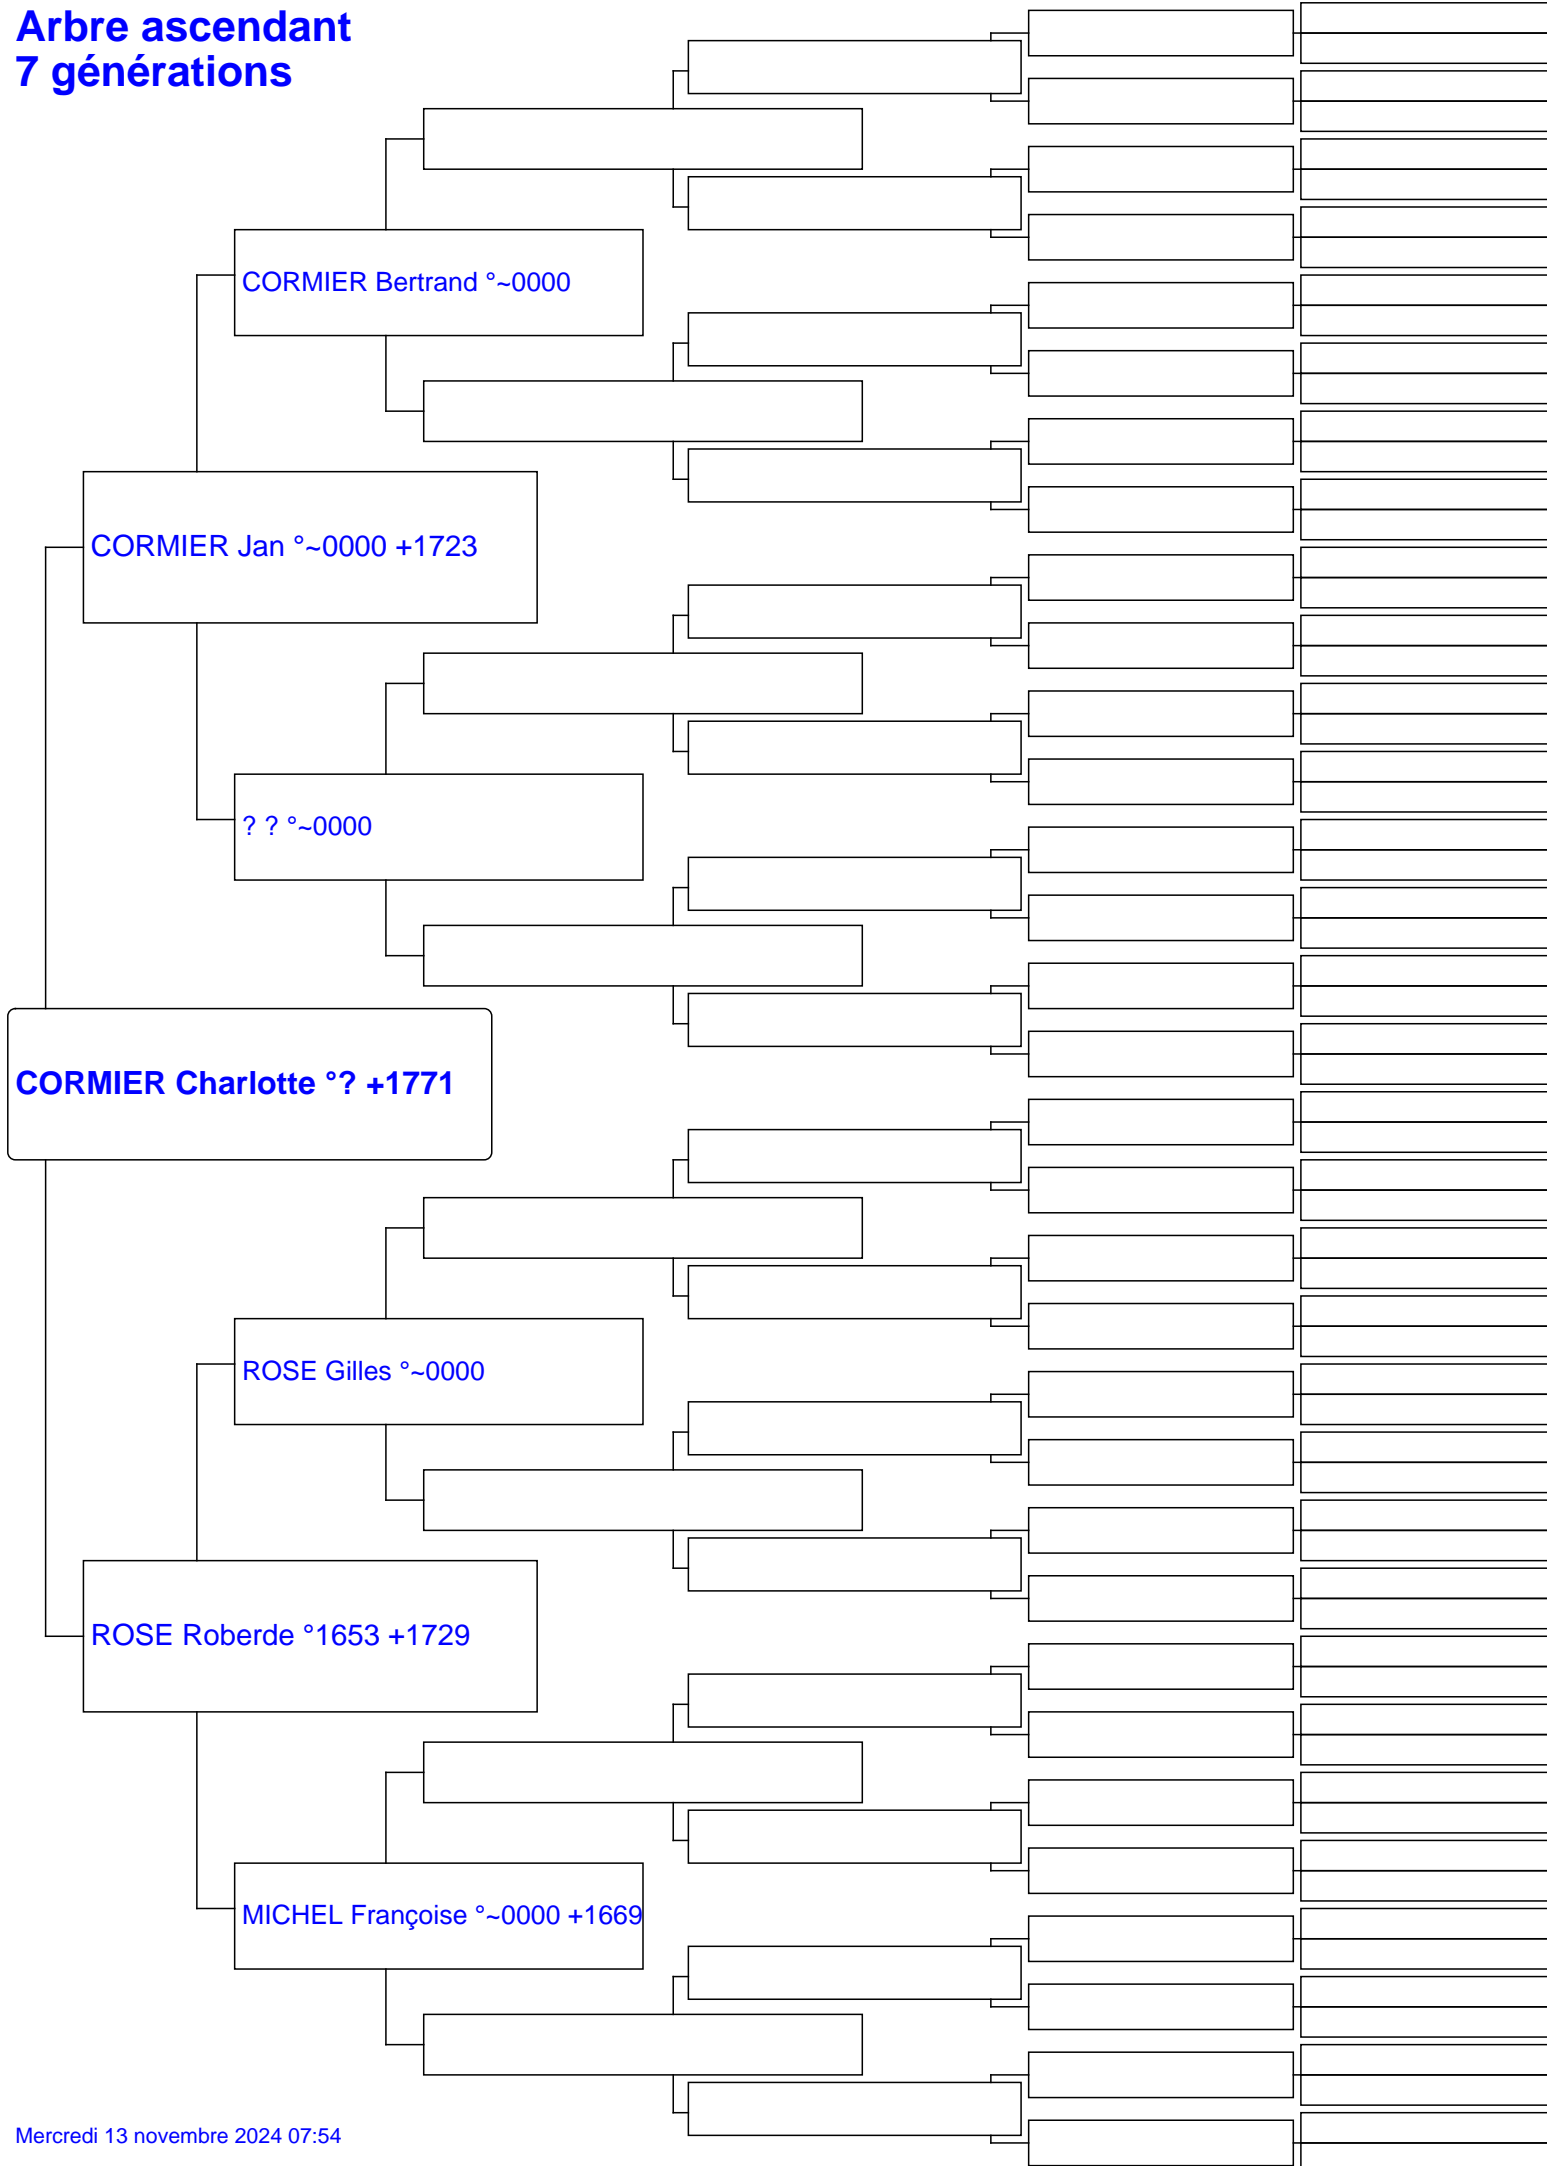 Arbre ascendant
7 générations
CORMIER Bertrand °~0000
CORMIER Jan °~0000 +1723
? ? °~0000
CORMIER Charlotte °? +1771
ROSE Gilles °~0000
ROSE Roberde °1653 +1729
MICHEL Françoise °~0000 +1669
Mercredi 13 novembre 2024 07:54